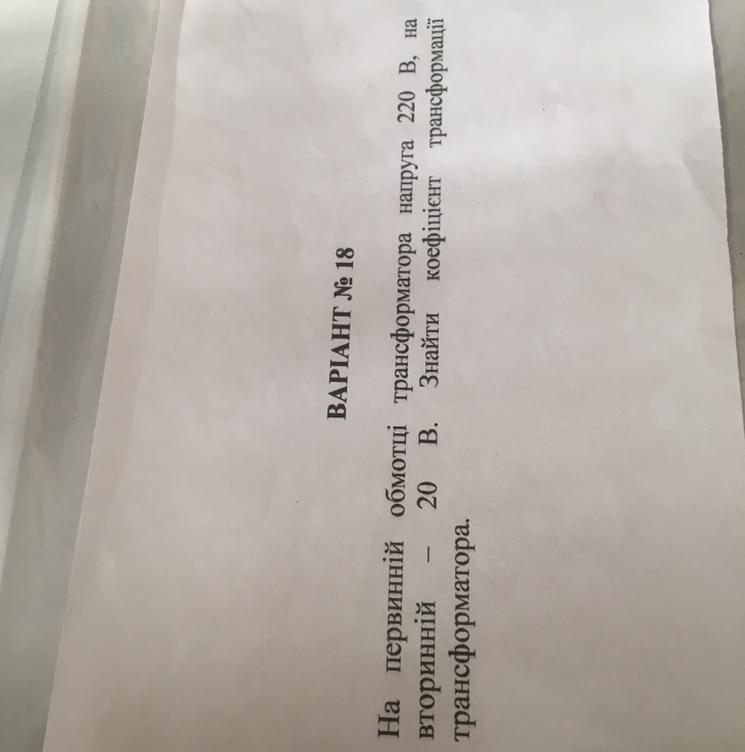 ВАРІАНТ № 18
На первинній обмотці трансформатора напруга 220 В, на
вторинній – 20 В. Знайти коефіцієнт трансформації
трансформатора.